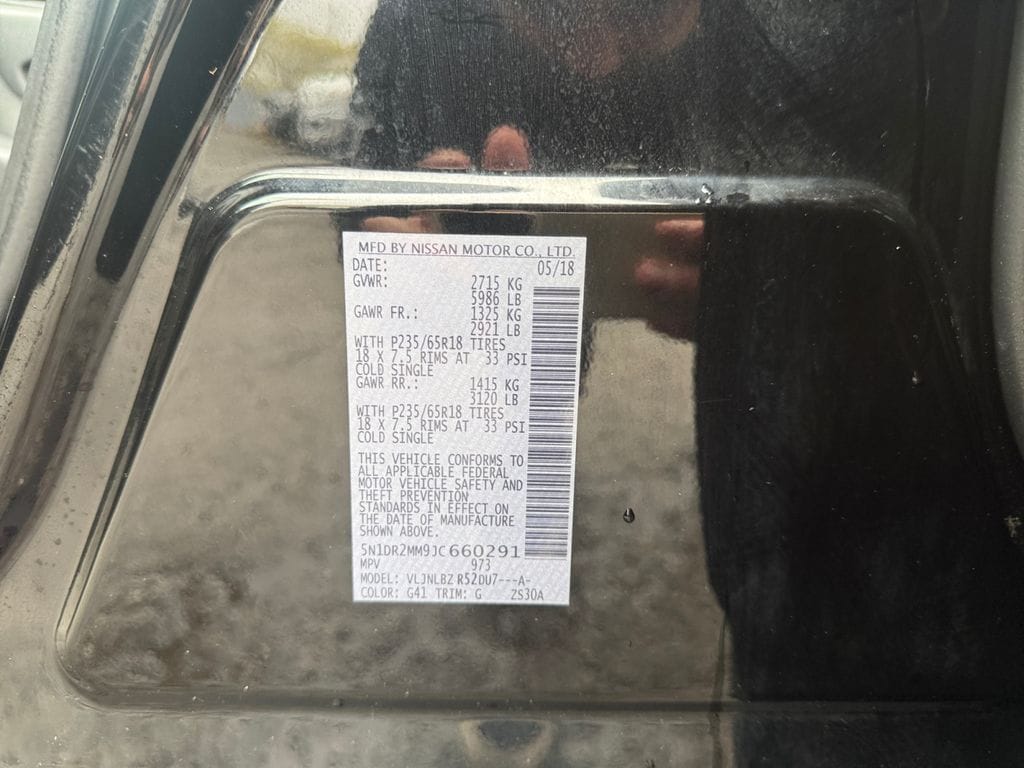 MFD BY NISSAN MOTOR CO., LTD.
DATE: 05/18
GVWR: 2715 KG
5986 LB
GAWR FR.: 1325 KG
2921 LB
WITH P235/65R18 TIRES
18 X 7.5 RIMS AT 33 PSI
COLD SINGLE
GAWR RR.: 1415 KG
3120 LB
WITH P235/65R18 TIRES
18 X 7.5 RIMS AT 33 PSI
COLD SINGLE
THIS VEHICLE CONFORMS TO
ALL APPLICABLE FEDERAL
MOTOR VEHICLE SAFETY AND
THEFT PREVENTION
STANDARDS IN EFFECT ON
THE DATE OF MANUFACTURE
SHOWN ABOVE.
5N1DR2MM9JC660291
MPV 973
MODEL: VLJNLBZ R52DU7---A-
COLOR: G41 TRIM: G ZS30A